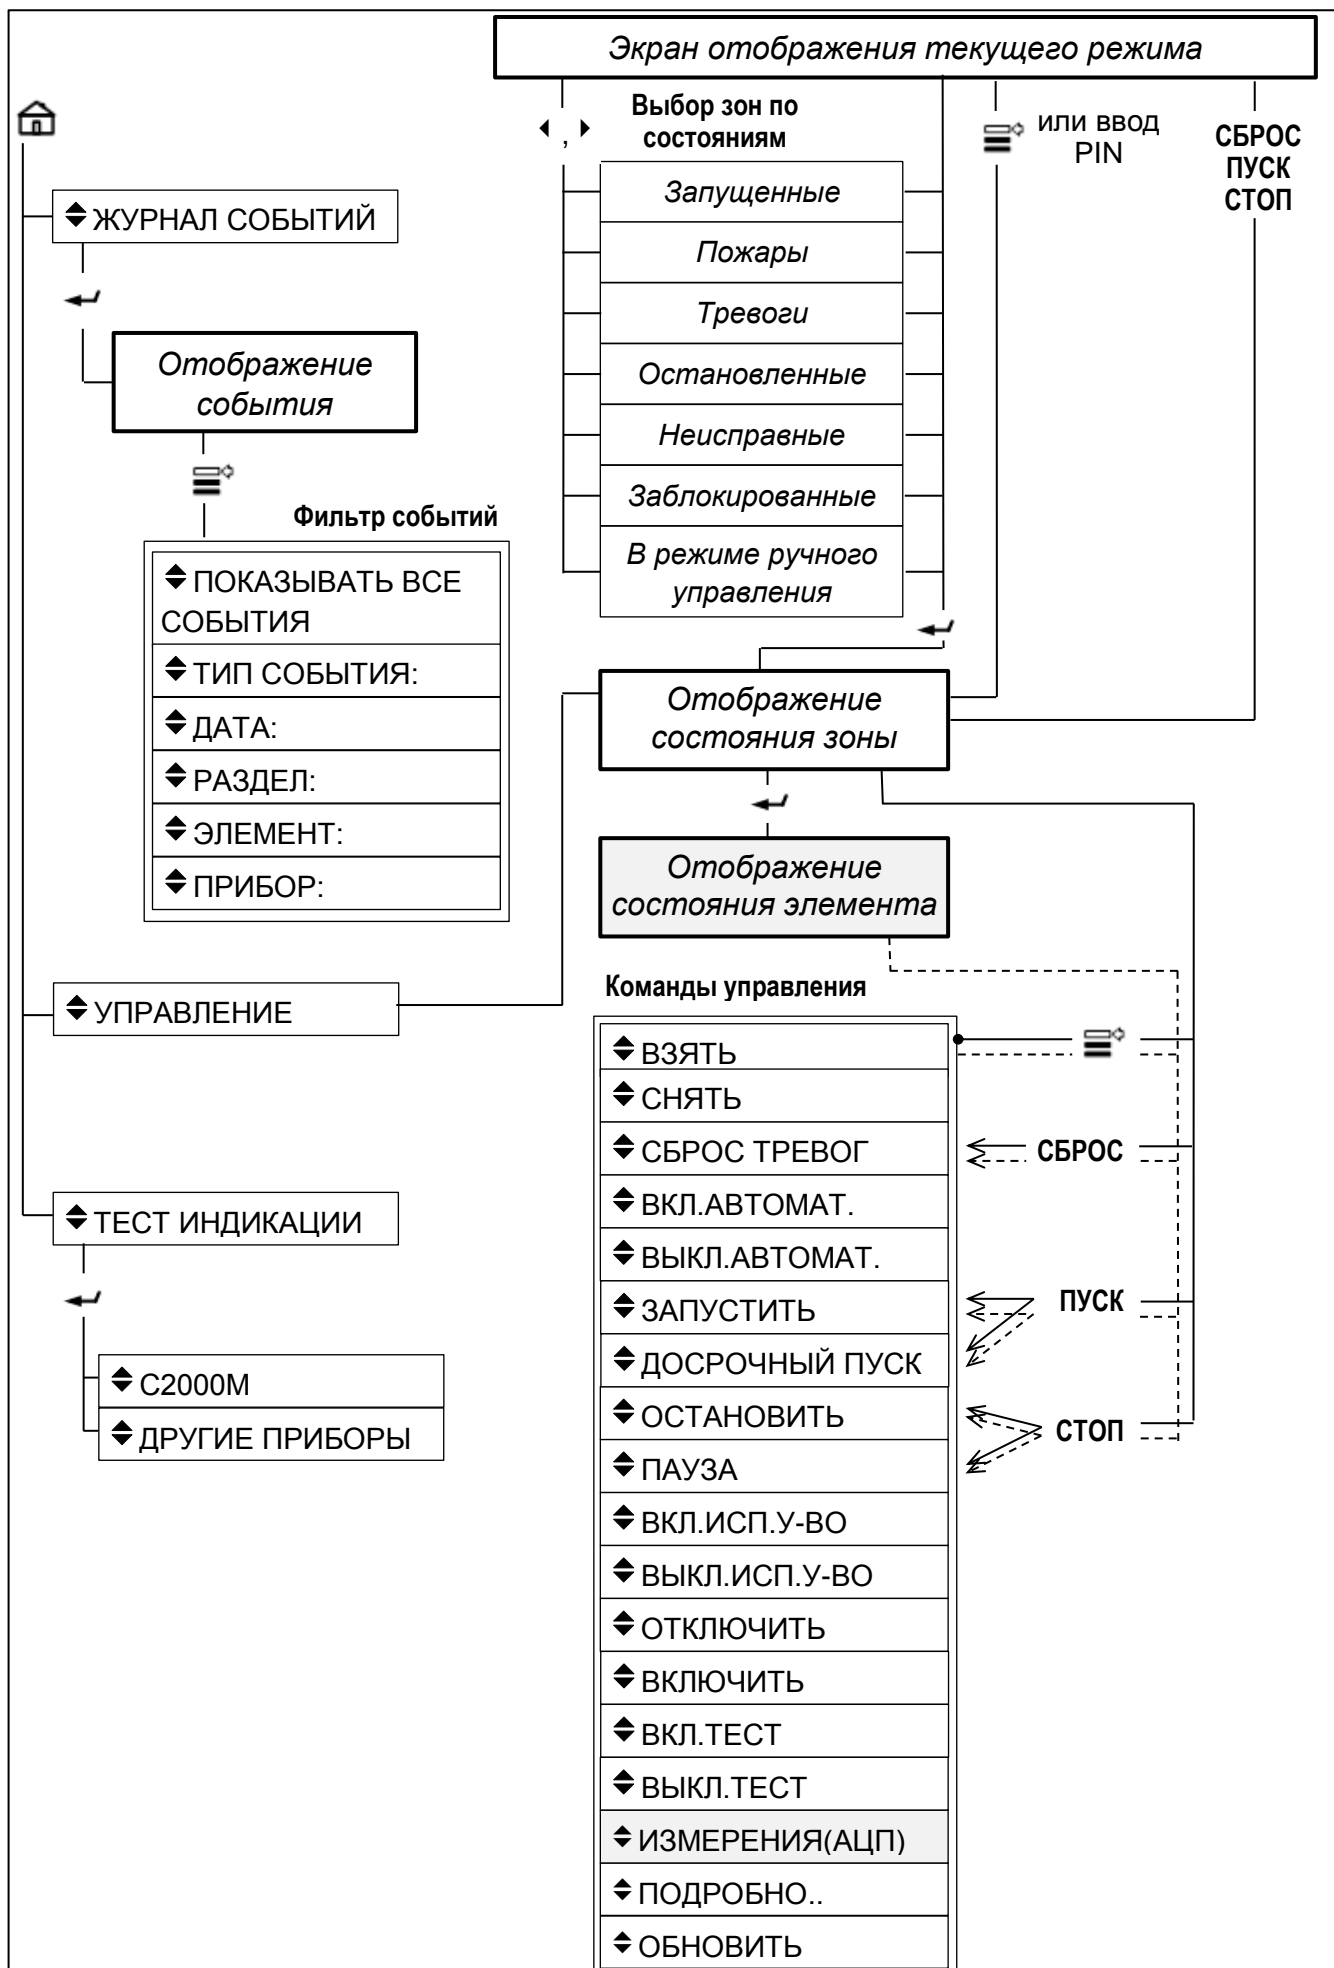 Экран отображения текущего режима
Выбор зон по
состояниям
,
или ввод
PIN
СБРОС
ПУСК
СТОП
Запущенные
Пожары
Тревоги
Остановленные
Неисправные
Заблокированные
В режиме ручного
управления
ЖУРНАЛ СОБЫТИЙ
Отображение
события
Фильтр событий
ПОКАЗЫВАТЬ ВСЕ
СОБЫТИЯ
ТИП СОБЫТИЯ:
ДАТА:
РАЗДЕЛ:
ЭЛЕМЕНТ:
ПРИБОР:
Отображение
состояния зоны
Отображение
состояния элемента
УПРАВЛЕНИЕ
Команды управления
ВЗЯТЬ
СНЯТЬ
СБРОС ТРЕВОГ
СБРОС
ВКЛ.АВТОМАТ.
ВЫКЛ.АВТОМАТ.
ЗАПУСТИТЬ
ПУСК
ДОСРОЧНЫЙ ПУСК
ОСТАНОВИТЬ
СТОП
ПАУЗА
ВКЛ.ИСП.У-ВО
ВЫКЛ.ИСП.У-ВО
ОТКЛЮЧИТЬ
ВКЛЮЧИТЬ
ВКЛ.ТЕСТ
ВЫКЛ.ТЕСТ
ИЗМЕРЕНИЯ(АЦП)
ПОДРОБНО..
ОБНОВИТЬ
ТЕСТ ИНДИКАЦИИ
С2000М
ДРУГИЕ ПРИБОРЫ